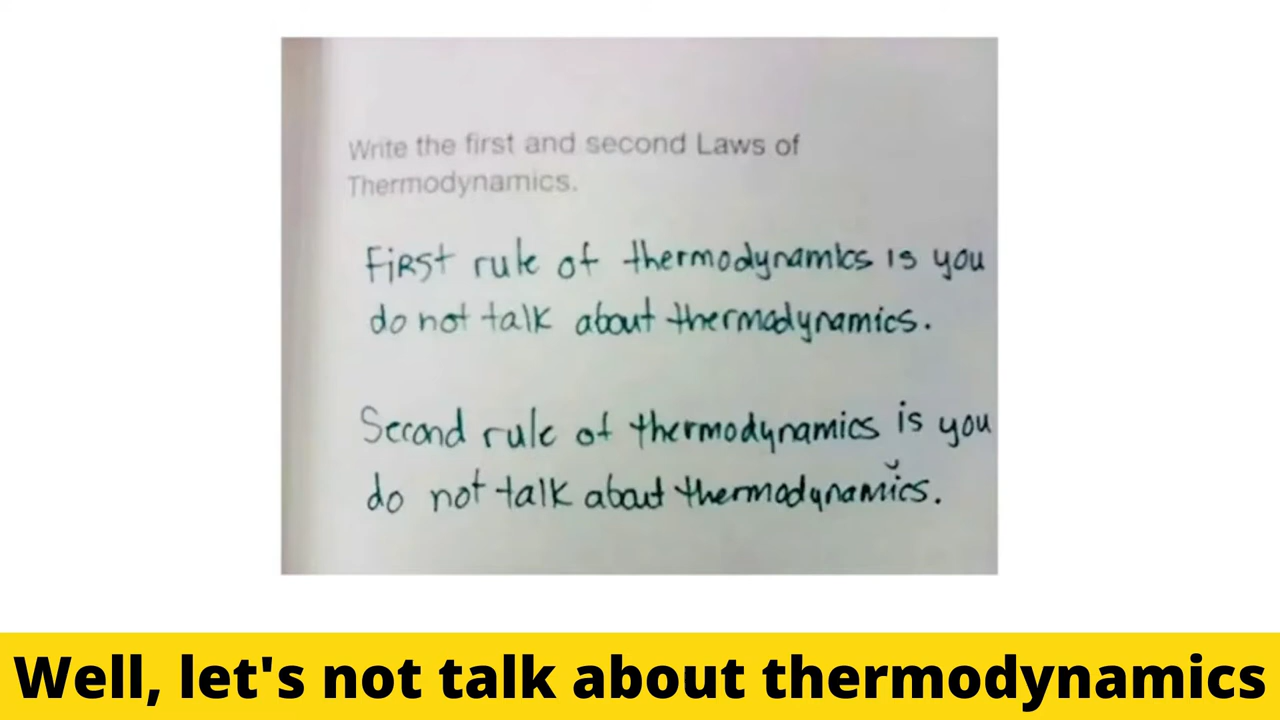 Write the first and second Laws of
Thermodynamics.
First rule of thermodynamics is you
do not talk about thermodynamics.
Second rule of thermodynamics is you
do not talk about thermodynamics.
Well, let's not talk about thermodynamics